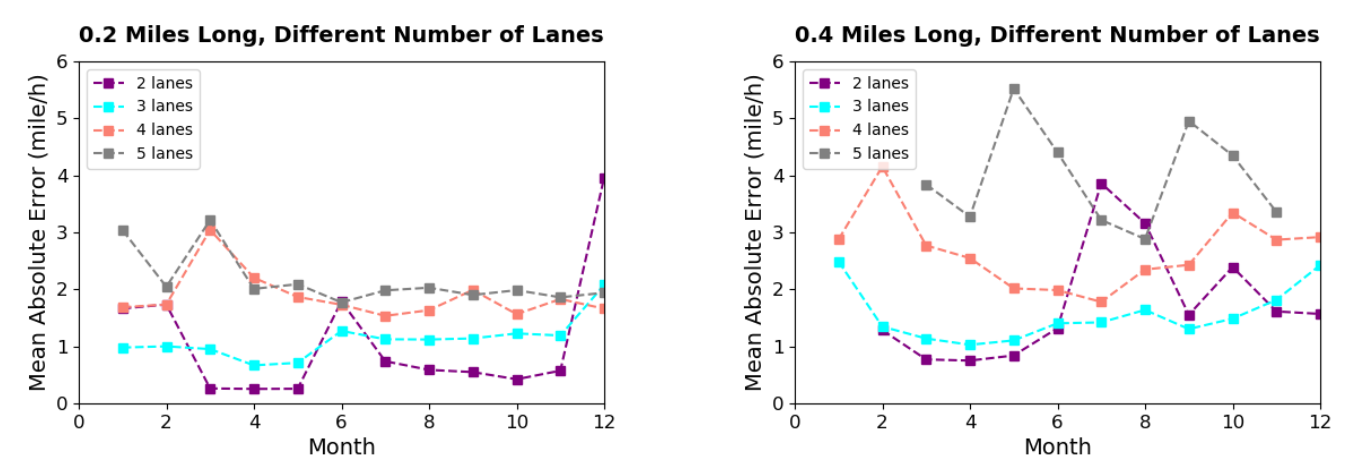 0.2 Miles Long, Different Number of Lanes
Mean Absolute Error (mile/h)
6
5
4
3
2
1
0
2 lanes
3 lanes
4 lanes
5 lanes
0 2 4 6 8 10 12
Month
0.4 Miles Long, Different Number of Lanes
Mean Absolute Error (mile/h)
6
5
4
3
2
1
0
2 lanes
3 lanes
4 lanes
5 lanes
0 2 4 6 8 10 12
Month